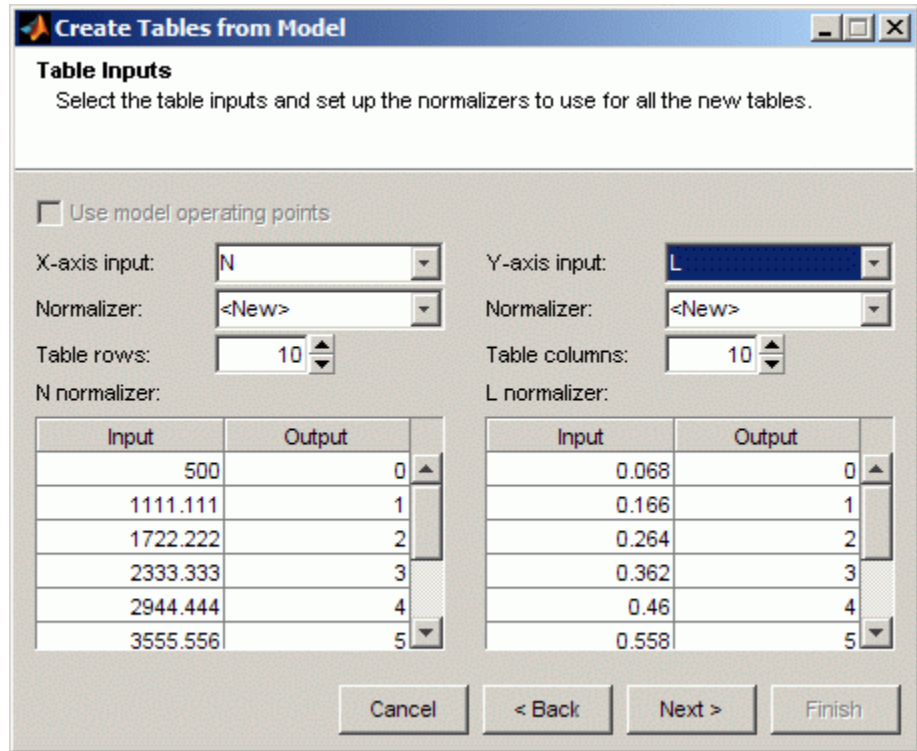 Create Tables from Model
Table Inputs
Select the table inputs and set up the normalizers to use for all the new tables.
Use model operating points
X-axis input: N
Y-axis input: L
Normalizer: <New>
Normalizer: <New>
Table rows: 10
Table columns: 10
N normalizer:
L normalizer:
Input Output
Input Output
500 0
0.068 0
1111.111 1
0.166 1
1722.222 2
0.264 2
2333.333 3
0.362 3
2944.444 4
0.46 4
3555.556 5
0.558 5
Cancel
< Back
Next >
Finish